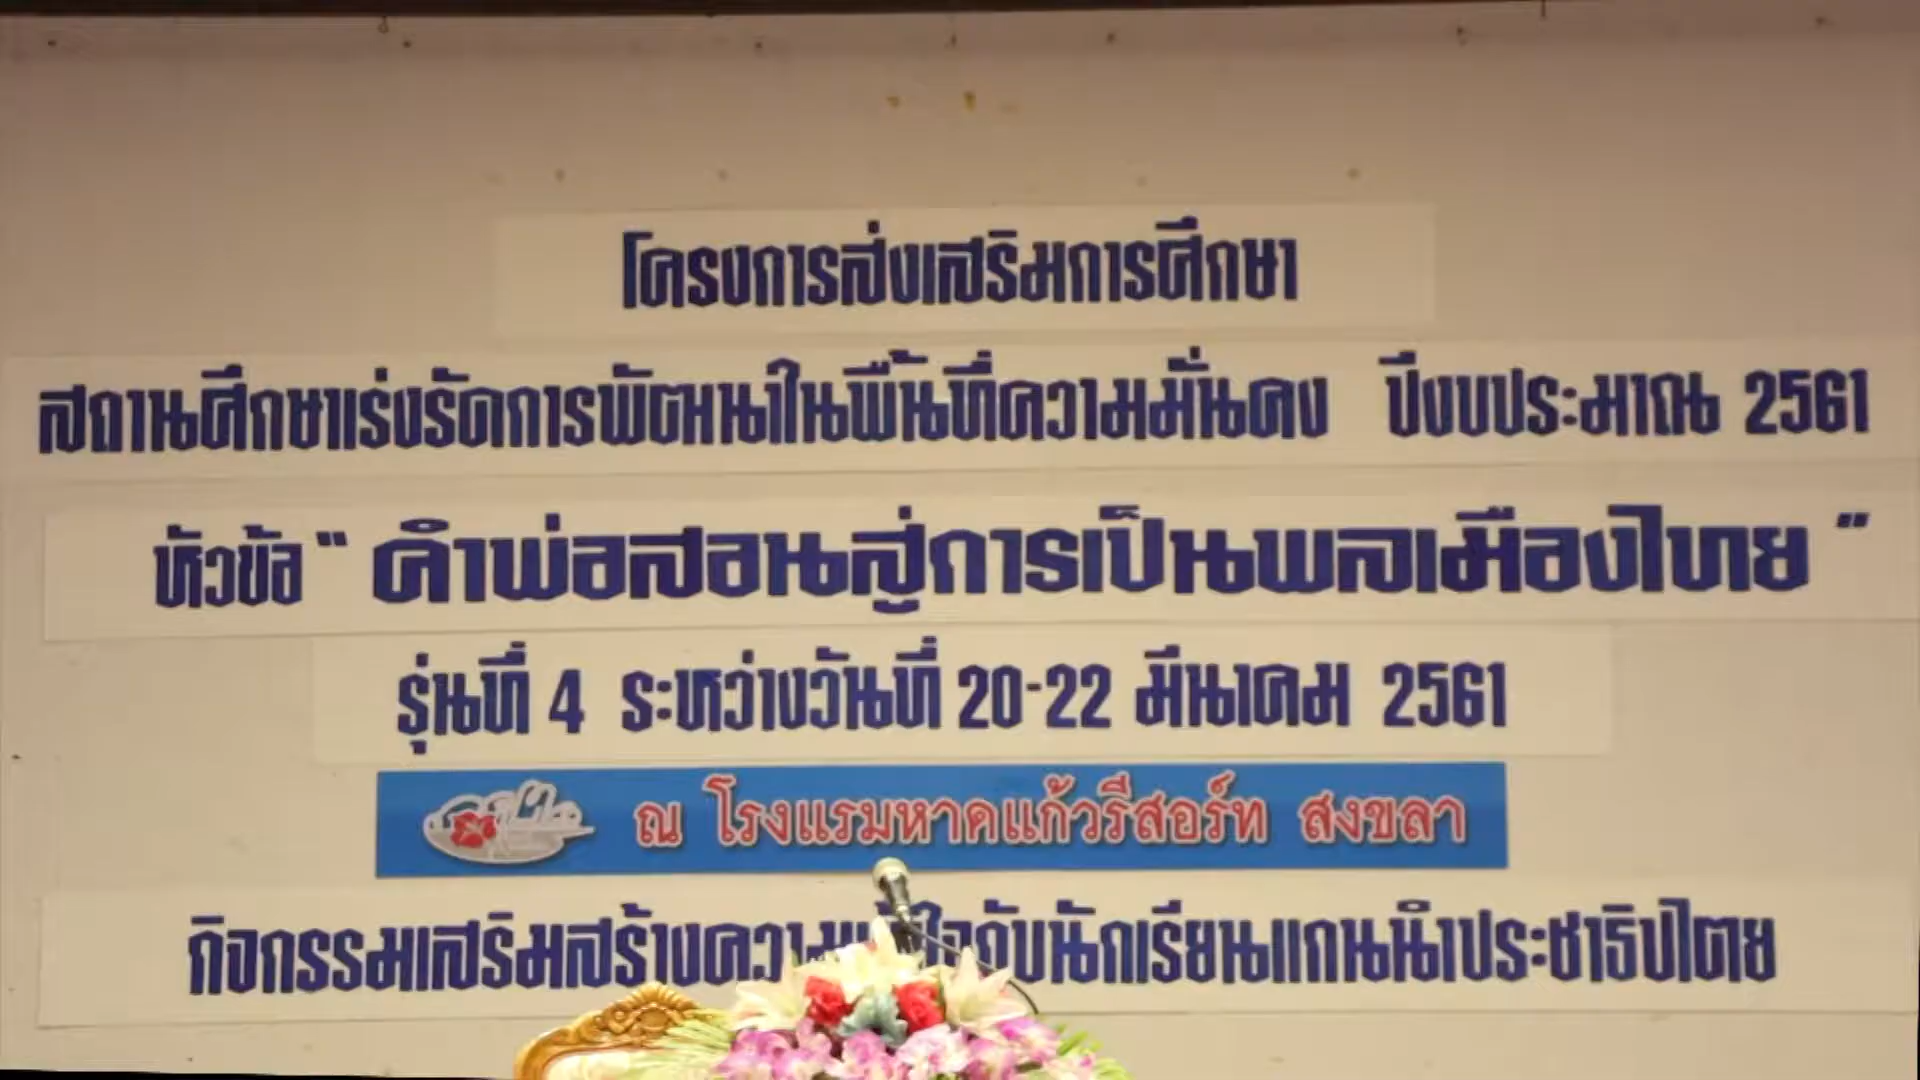 โครงการส่งเสริมการศึกษา
สถานศึกษาเร่งรัดการพัฒนาในพื้นที่ความมั่นคง ปีงบประมาณ 2561
หัวข้อ " คำพ่อสอนสู่การเป็นพลเมืองไทย "
รุ่นที่ 4 ระหว่างวันที่ 20-22 มีนาคม 2561
ณ โรงแรมหาดแก้วรีสอร์ท สงขลา
กิจกรรมเสริมสร้างความ กับนักเรียนแกนนำประชาธิปไตย